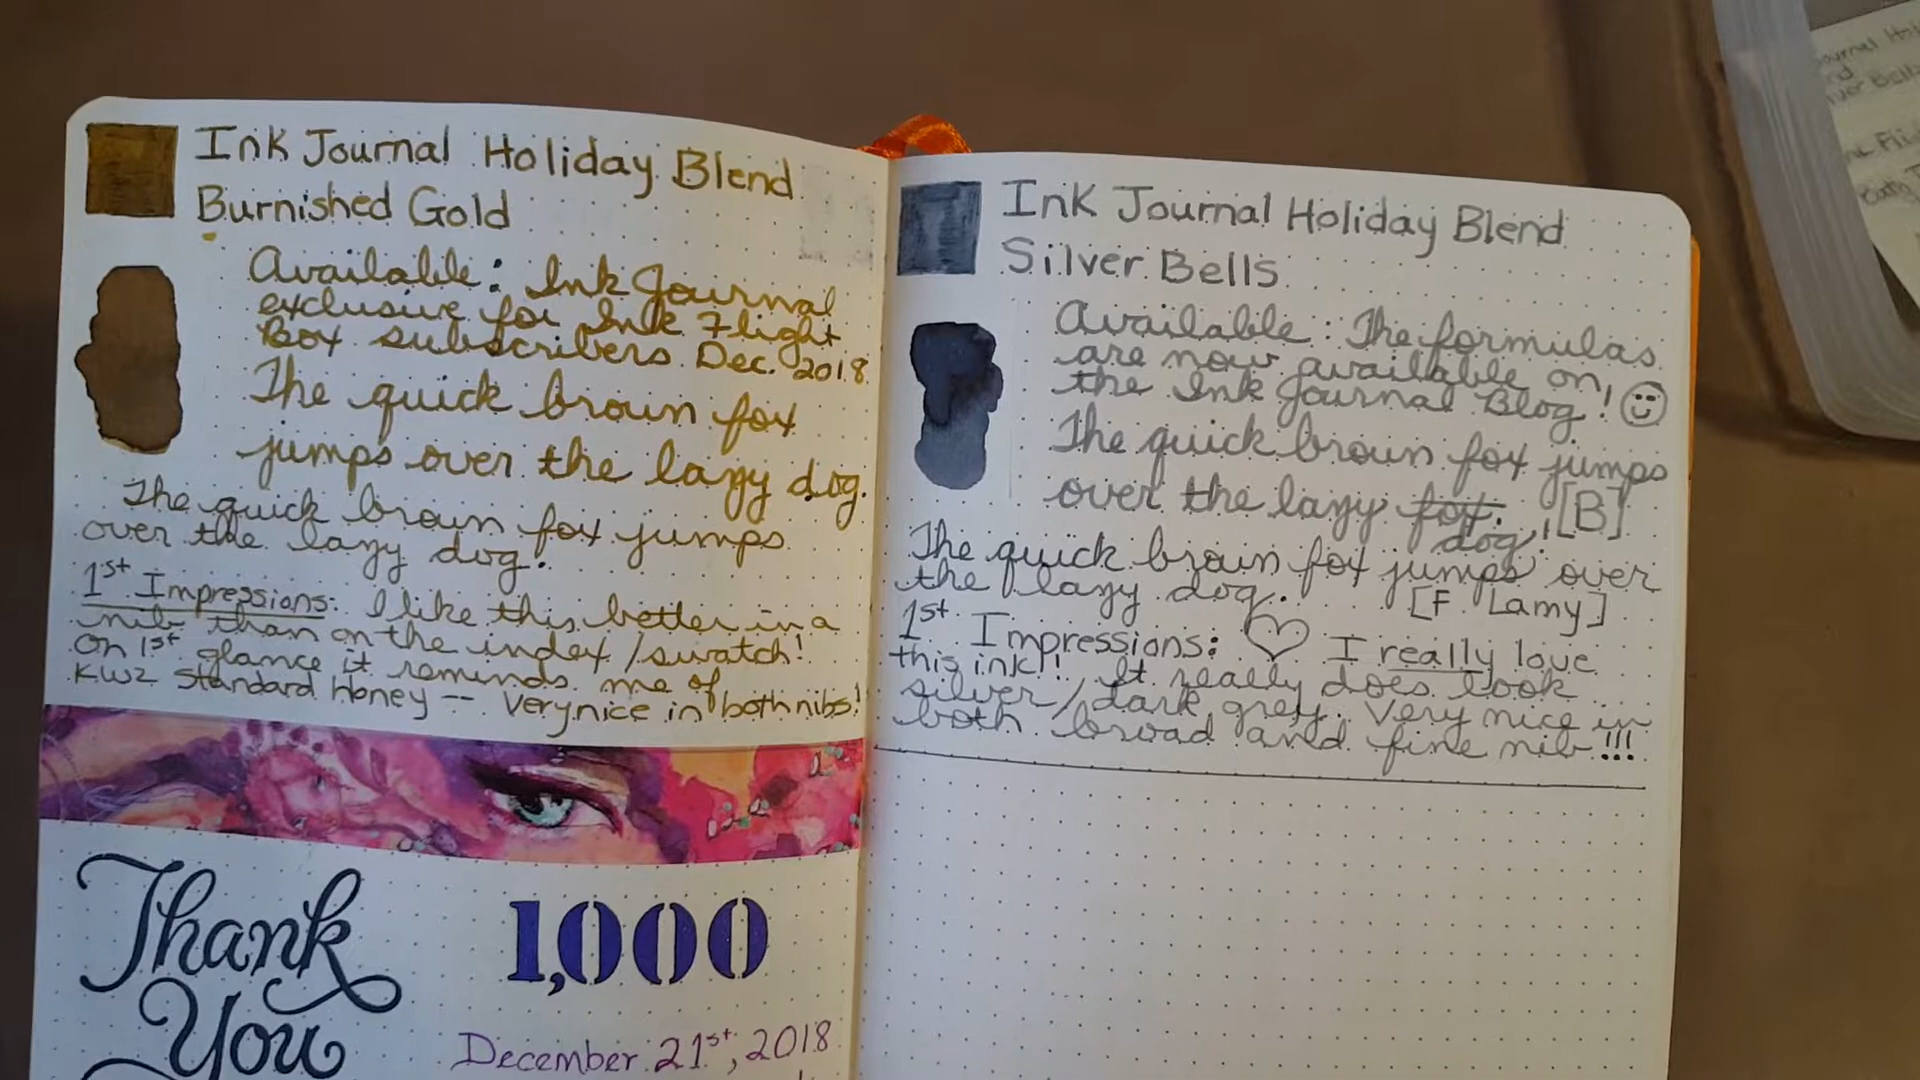 Ink Journal Holiday Blend
Burnished Gold
Available: Ink Journal
exclusive for Ink Flight
Box subscribers Dec. 2018
The quick brown fox
jumps over the lazy dog.
The quick brown fox jumps
over the lazy dog.
1st Impressions: I like this better in a
nib than on the index/swatch!
On 1st glance it reminds me of
KWZ Standard Honey -- Very nice in both nibs!
Thank
You
1,000
December 21st, 2018
Ink Journal Holiday Blend
Silver Bells
Available: The formulas
are now available on
the Ink Journal Blog!
The quick brown fox jumps
over the lazy fox. [B]
dog!
The quick brown fox jumps over
the lazy dog. [F Lamy]
1st Impressions: I really love
this ink!! It really does look
silver/dark grey. Very nice in
both broad and fine nib!!!